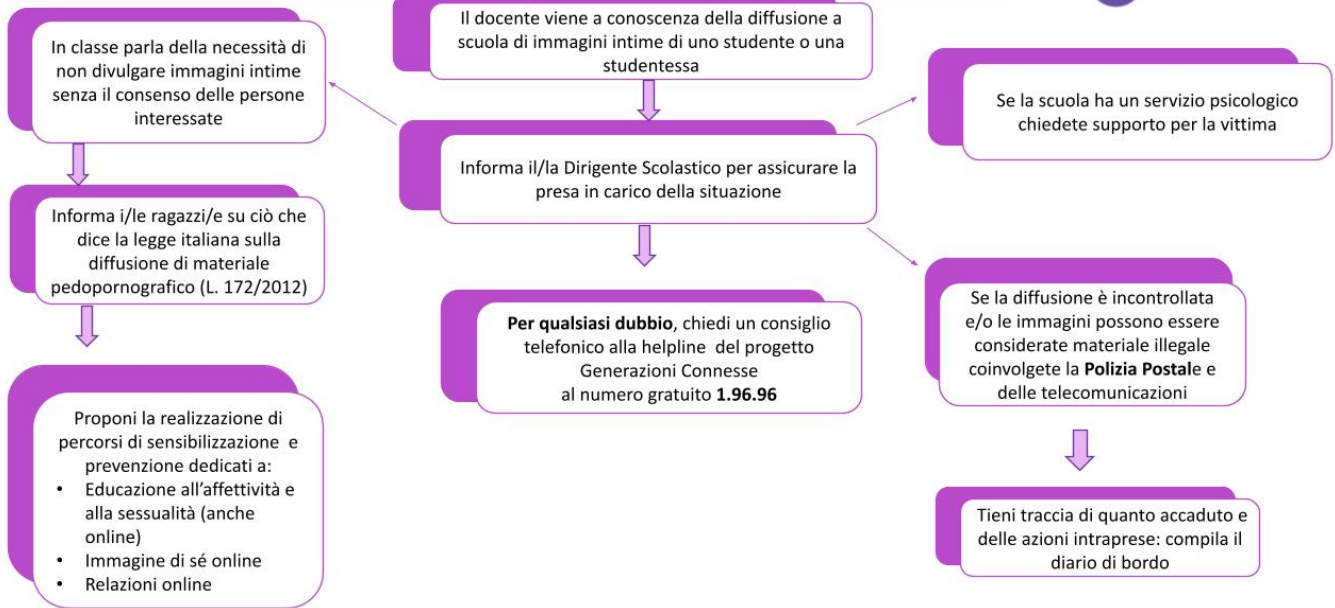 Il docente viene a conoscenza della diffusione a
scuola di immagini intime di uno studente o una
studentessa
In classe parla della necessità di
non divulgare immagini intime
senza il consenso delle persone
interessate
Se la scuola ha un servizio psicologico
chiedete supporto per la vittima
Informa il/la Dirigente Scolastico per assicurare la
presa in carico della situazione
Informa i/le ragazzi/e su ciò che
dice la legge italiana sulla
diffusione di materiale
pedopornografico (L. 172/2012)
Per qualsiasi dubbio, chiedi un consiglio
telefonico alla helpline del progetto
Generazioni Connesse
al numero gratuito 1.96.96
Se la diffusione è incontrollata
e/o le immagini possono essere
considerate materiale illegale
coinvolgete la Polizia Postale e
delle telecomunicazioni
Proponi la realizzazione di
percorsi di sensibilizzazione e
prevenzione dedicati a:
• Educazione all'affettività e
alla sessualità (anche
online)
• Immagine di sé online
• Relazioni online
Tieni traccia di quanto accaduto e
delle azioni intraprese: compila il
diario di bordo